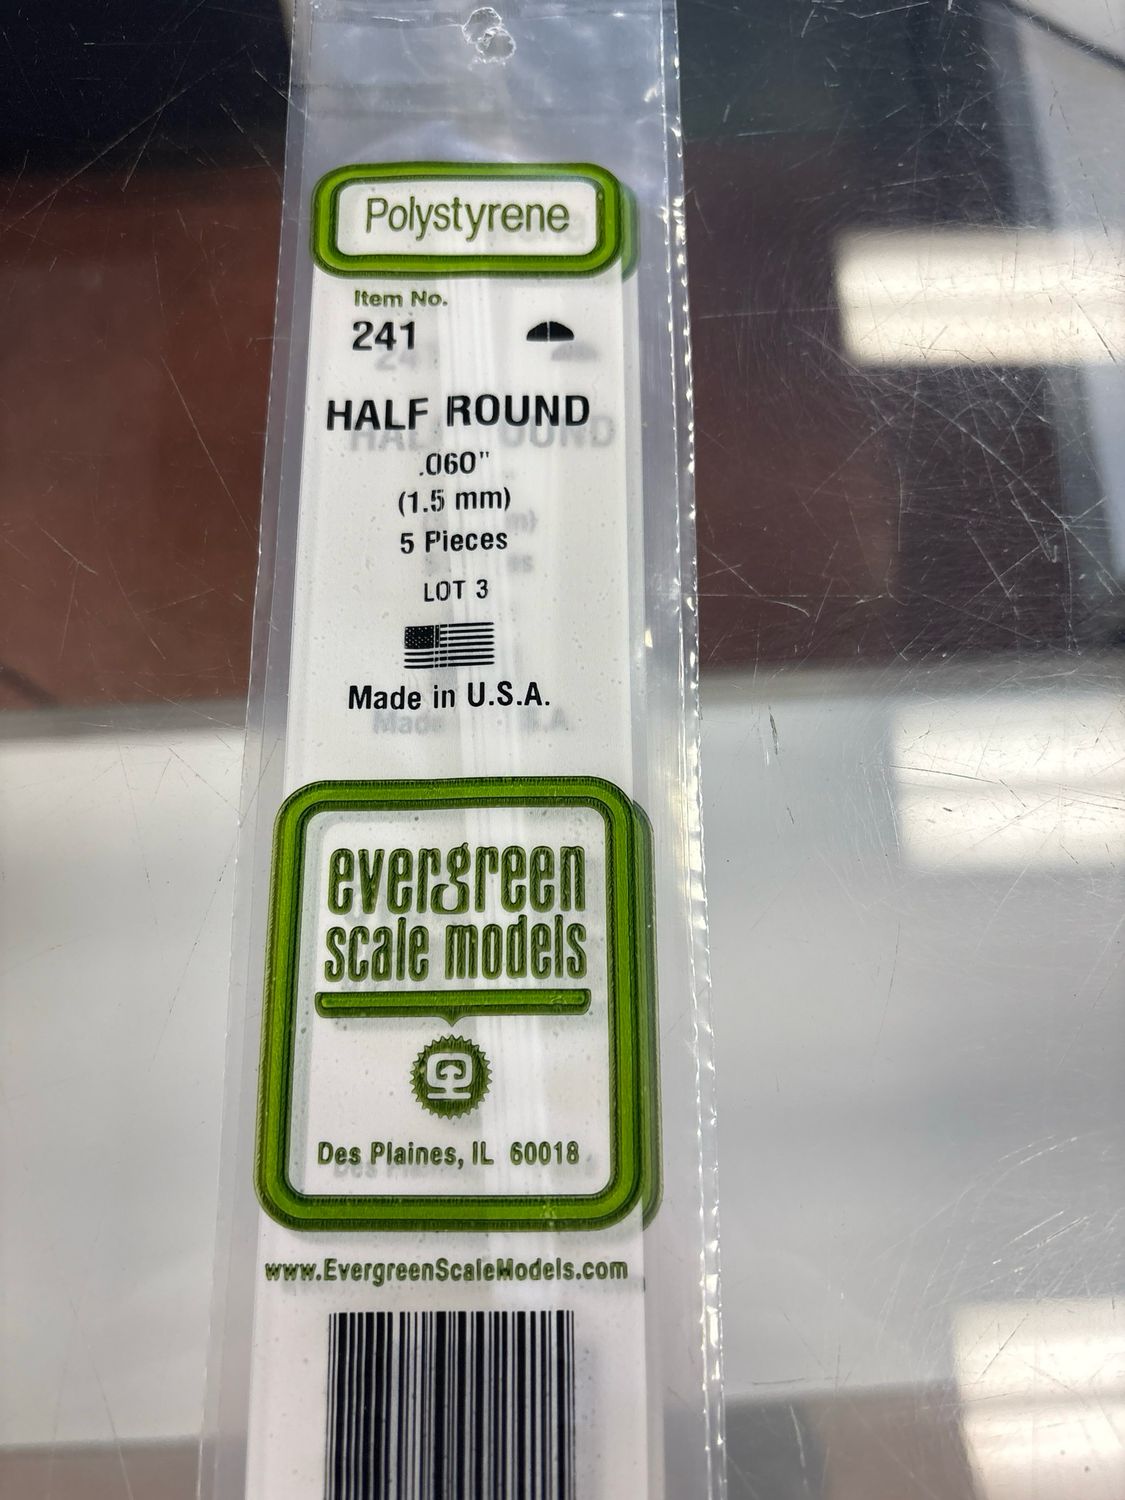 Polystyrene
Item No.
241
HALF ROUND
.060"
(1.5 mm)
5 Pieces
LOT 3
Made in U.S.A.
evergreen
scale models
Des Plaines, IL 60018
www.EvergreenScaleModels.com